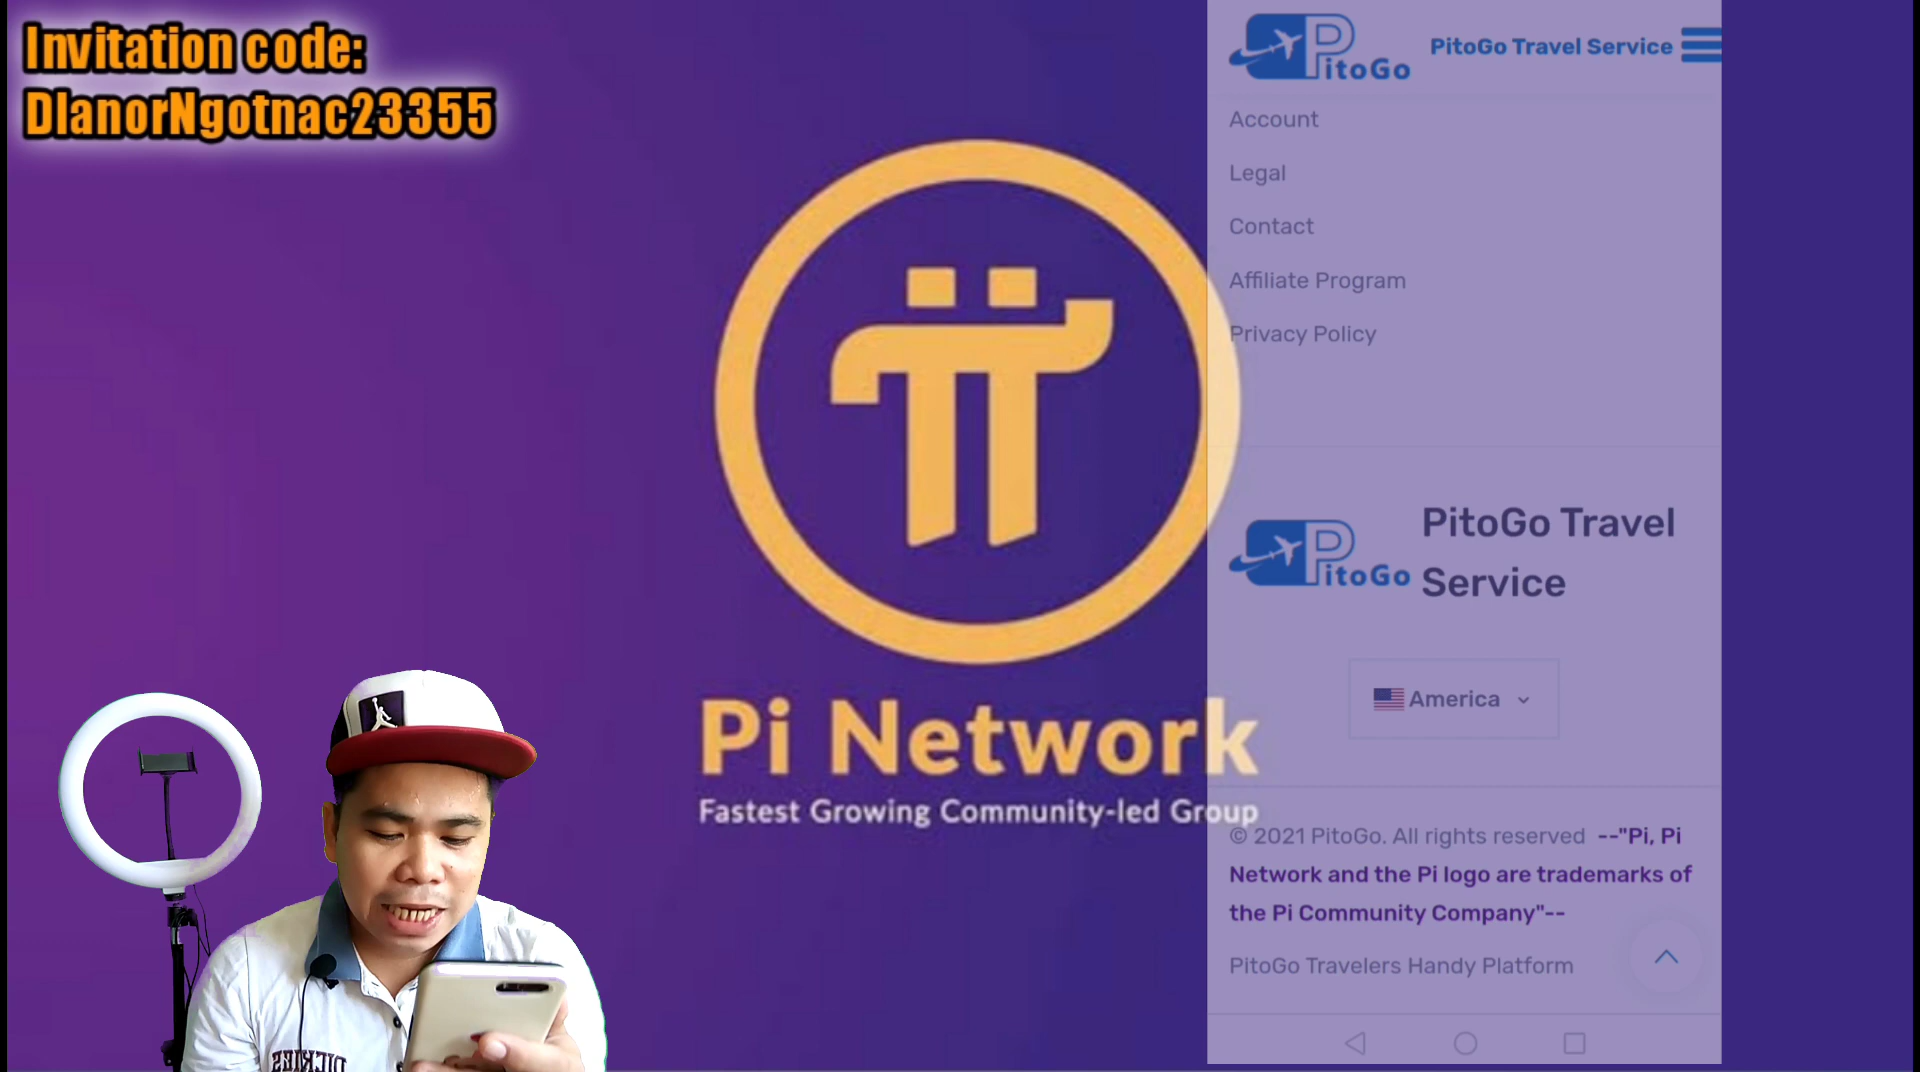 Invitation code:
DlanorNgotnac23355
Pi Network
Fastest Growing Community-led Group
PitoGo
PitoGo Travel Service
Account
Legal
Contact
Affiliate Program
Privacy Policy
PitoGo
PitoGo Travel
Service
America
© 2021 PitoGo. All rights reserved --"Pi, Pi
Network and the Pi logo are trademarks of
the Pi Community Company"--
PitoGo Travelers Handy Platform
DICKIES